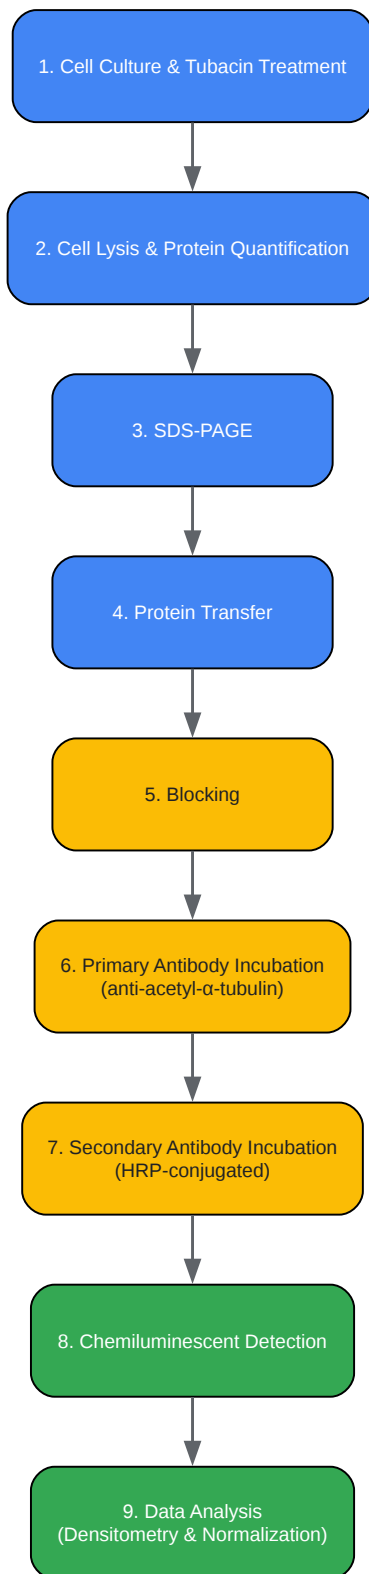 1. Cell Culture & Tubacin Treatment
2. Cell Lysis & Protein Quantification
3. SDS-PAGE
4. Protein Transfer
5. Blocking
6. Primary Antibody Incubation
(anti-acetyl-α-tubulin)
7. Secondary Antibody Incubation
(HRP-conjugated)
8. Chemiluminescent Detection
9. Data Analysis
(Densitometry & Normalization)